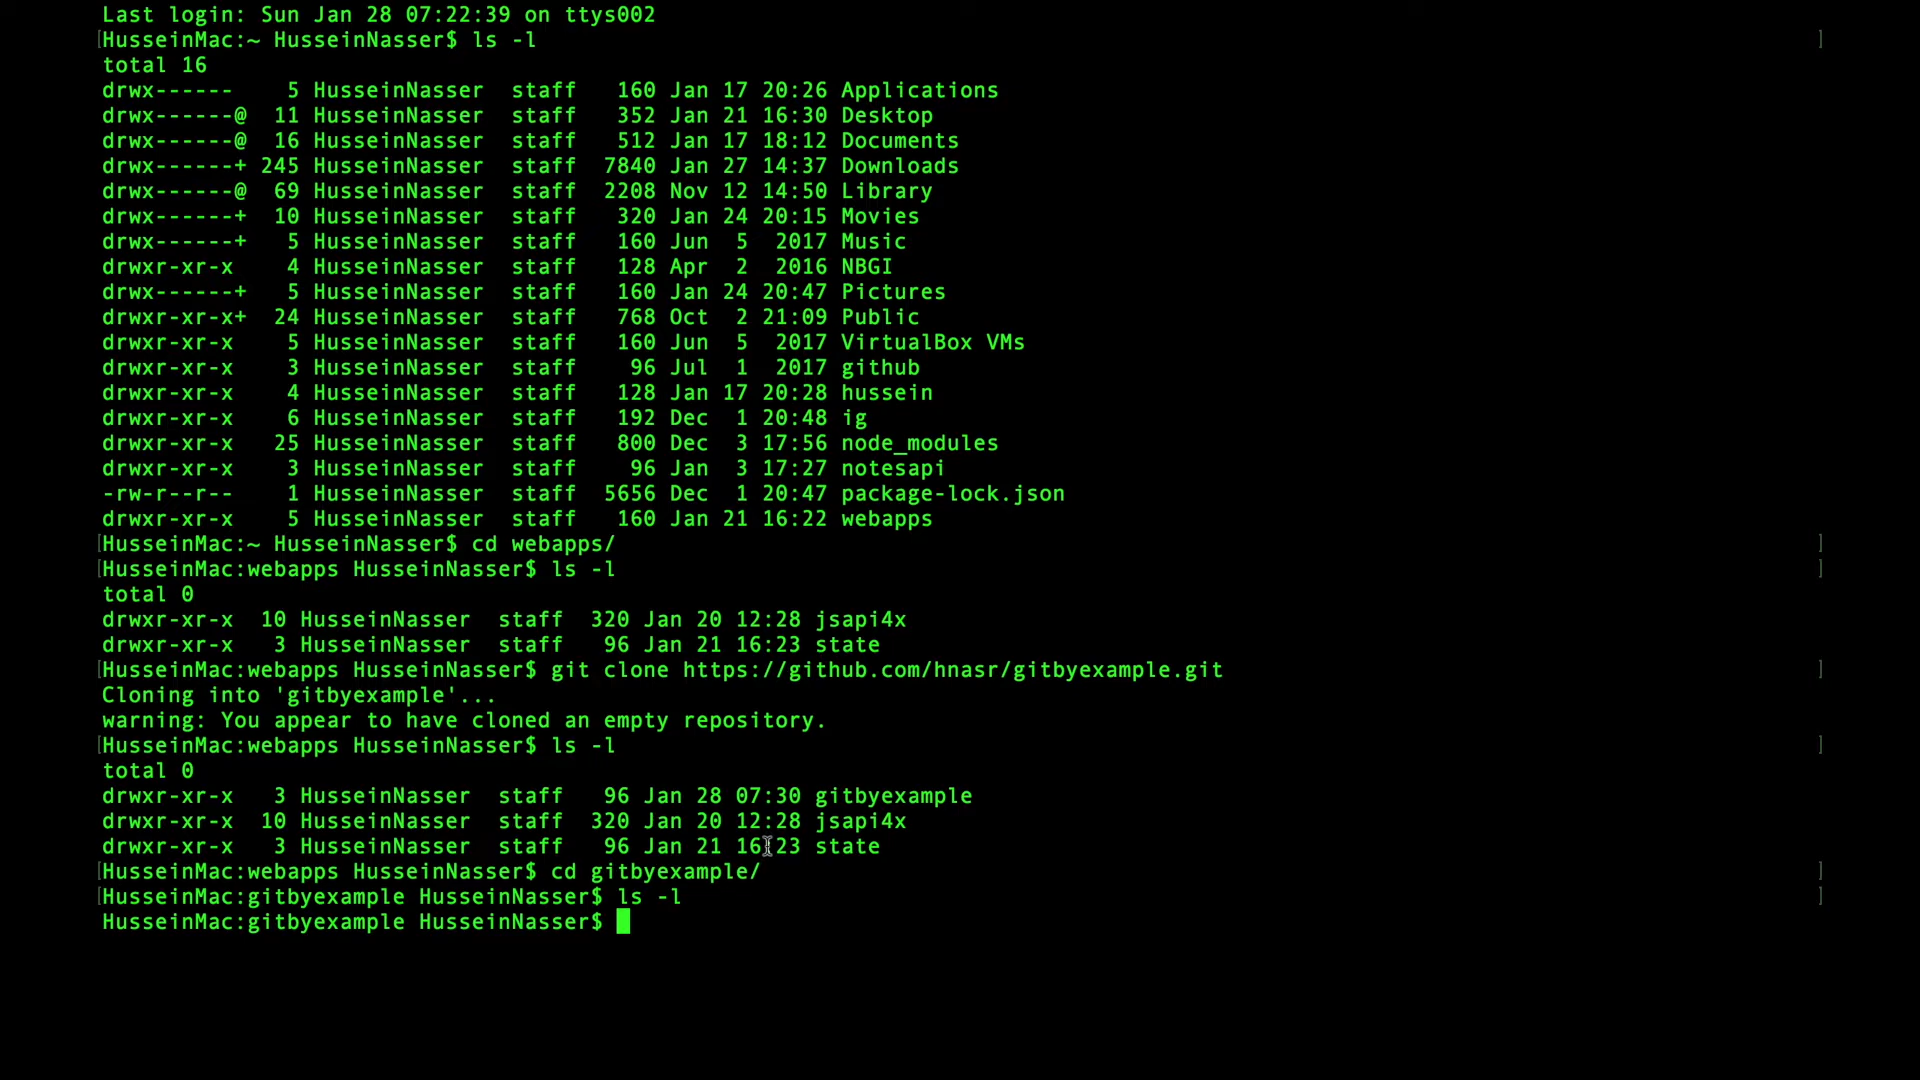 Last login: Sun Jan 28 07:22:39 on ttys002
[HusseinMac:~ HusseinNasser$ ls -l ]
total 16
drwx------ 5 HusseinNasser staff 160 Jan 17 20:26 Applications
drwx------@ 11 HusseinNasser staff 352 Jan 21 16:30 Desktop
drwx------@ 16 HusseinNasser staff 512 Jan 17 18:12 Documents
drwx------+ 245 HusseinNasser staff 7840 Jan 27 14:37 Downloads
drwx------@ 69 HusseinNasser staff 2208 Nov 12 14:50 Library
drwx------+ 10 HusseinNasser staff 320 Jan 24 20:15 Movies
drwx------+ 5 HusseinNasser staff 160 Jun 5 2017 Music
drwxr-xr-x 4 HusseinNasser staff 128 Apr 2 2016 NBGI
drwx------+ 5 HusseinNasser staff 160 Jan 24 20:47 Pictures
drwxr-xr-x+ 24 HusseinNasser staff 768 Oct 2 21:09 Public
drwxr-xr-x 5 HusseinNasser staff 160 Jun 5 2017 VirtualBox VMs
drwxr-xr-x 3 HusseinNasser staff 96 Jul 1 2017 github
drwxr-xr-x 4 HusseinNasser staff 128 Jan 17 20:28 hussein
drwxr-xr-x 6 HusseinNasser staff 192 Dec 1 20:48 ig
drwxr-xr-x 25 HusseinNasser staff 800 Dec 3 17:56 node_modules
drwxr-xr-x 3 HusseinNasser staff 96 Jan 3 17:27 notesapi
-rw-r--r-- 1 HusseinNasser staff 5656 Dec 1 20:47 package-lock.json
drwxr-xr-x 5 HusseinNasser staff 160 Jan 21 16:22 webapps
[HusseinMac:~ HusseinNasser$ cd webapps/ ]
[HusseinMac:webapps HusseinNasser$ ls -l ]
total 0
drwxr-xr-x 10 HusseinNasser staff 320 Jan 20 12:28 jsapi4x
drwxr-xr-x 3 HusseinNasser staff 96 Jan 21 16:23 state
[HusseinMac:webapps HusseinNasser$ git clone https://github.com/hnasr/gitbyexample.git ]
Cloning into 'gitbyexample'...
warning: You appear to have cloned an empty repository.
[HusseinMac:webapps HusseinNasser$ ls -l ]
total 0
drwxr-xr-x 3 HusseinNasser staff 96 Jan 28 07:30 gitbyexample
drwxr-xr-x 10 HusseinNasser staff 320 Jan 20 12:28 jsapi4x
drwxr-xr-x 3 HusseinNasser staff 96 Jan 21 16:23 state
[HusseinMac:webapps HusseinNasser$ cd gitbyexample/ ]
[HusseinMac:gitbyexample HusseinNasser$ ls -l ]
HusseinMac:gitbyexample HusseinNasser$